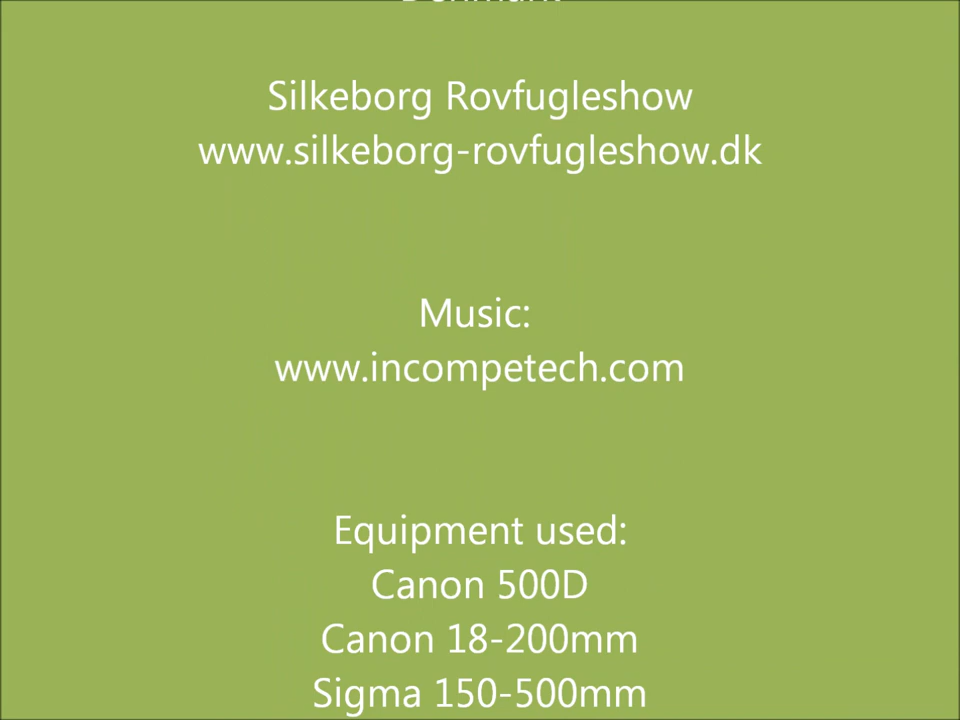 Silkeborg Rovfugleshow
www.silkeborg-rovfugleshow.dk
Music:
www.incompetech.com
Equipment used:
Canon 500D
Canon 18-200mm
Sigma 150-500mm